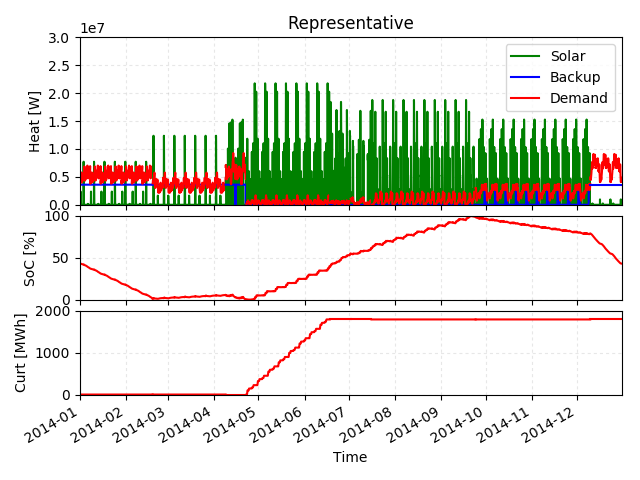 Representative
1e7
3.0
2.5
2.0
1.5
1.0
0.5
0.0
Heat [W]
Solar
Backup
Demand
100
50
0
SoC [%]
2000
1000
0
Curt [MWh]
2014-01
2014-02
2014-03
2014-04
2014-05
2014-06
2014-07
2014-08
2014-09
2014-10
2014-11
2014-12
Time